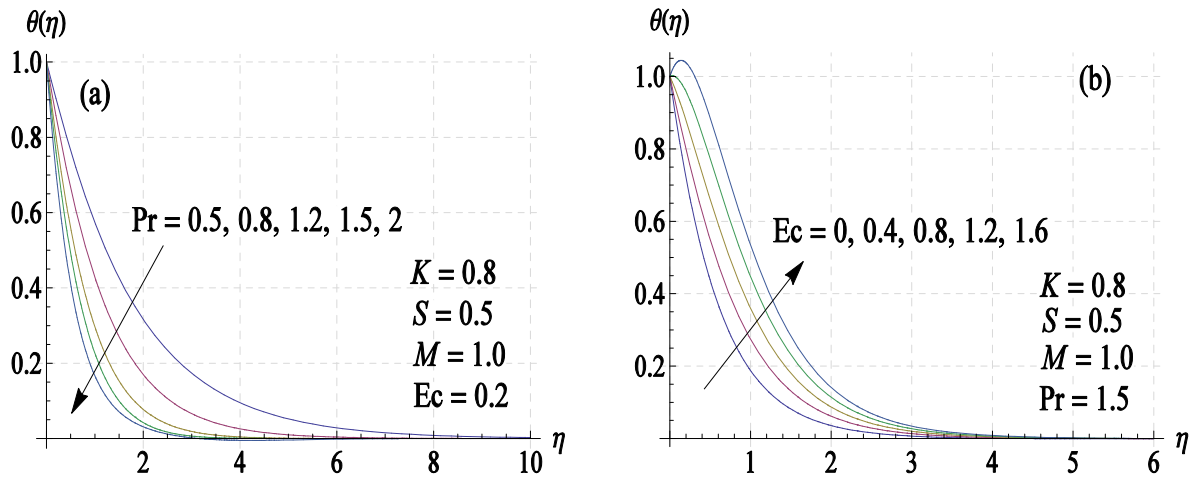 θ(η)
1.0
(a)
0.8
0.6
Pr = 0.5, 0.8, 1.2, 1.5, 2
0.4
K = 0.8
S = 0.5
0.2
M = 1.0
Ec = 0.2
η
2 4 6 8 10
θ(η)
1.0
(b)
0.8
0.6
Ec = 0, 0.4, 0.8, 1.2, 1.6
0.4
K = 0.8
S = 0.5
0.2
M = 1.0
Pr = 1.5
η
1 2 3 4 5 6